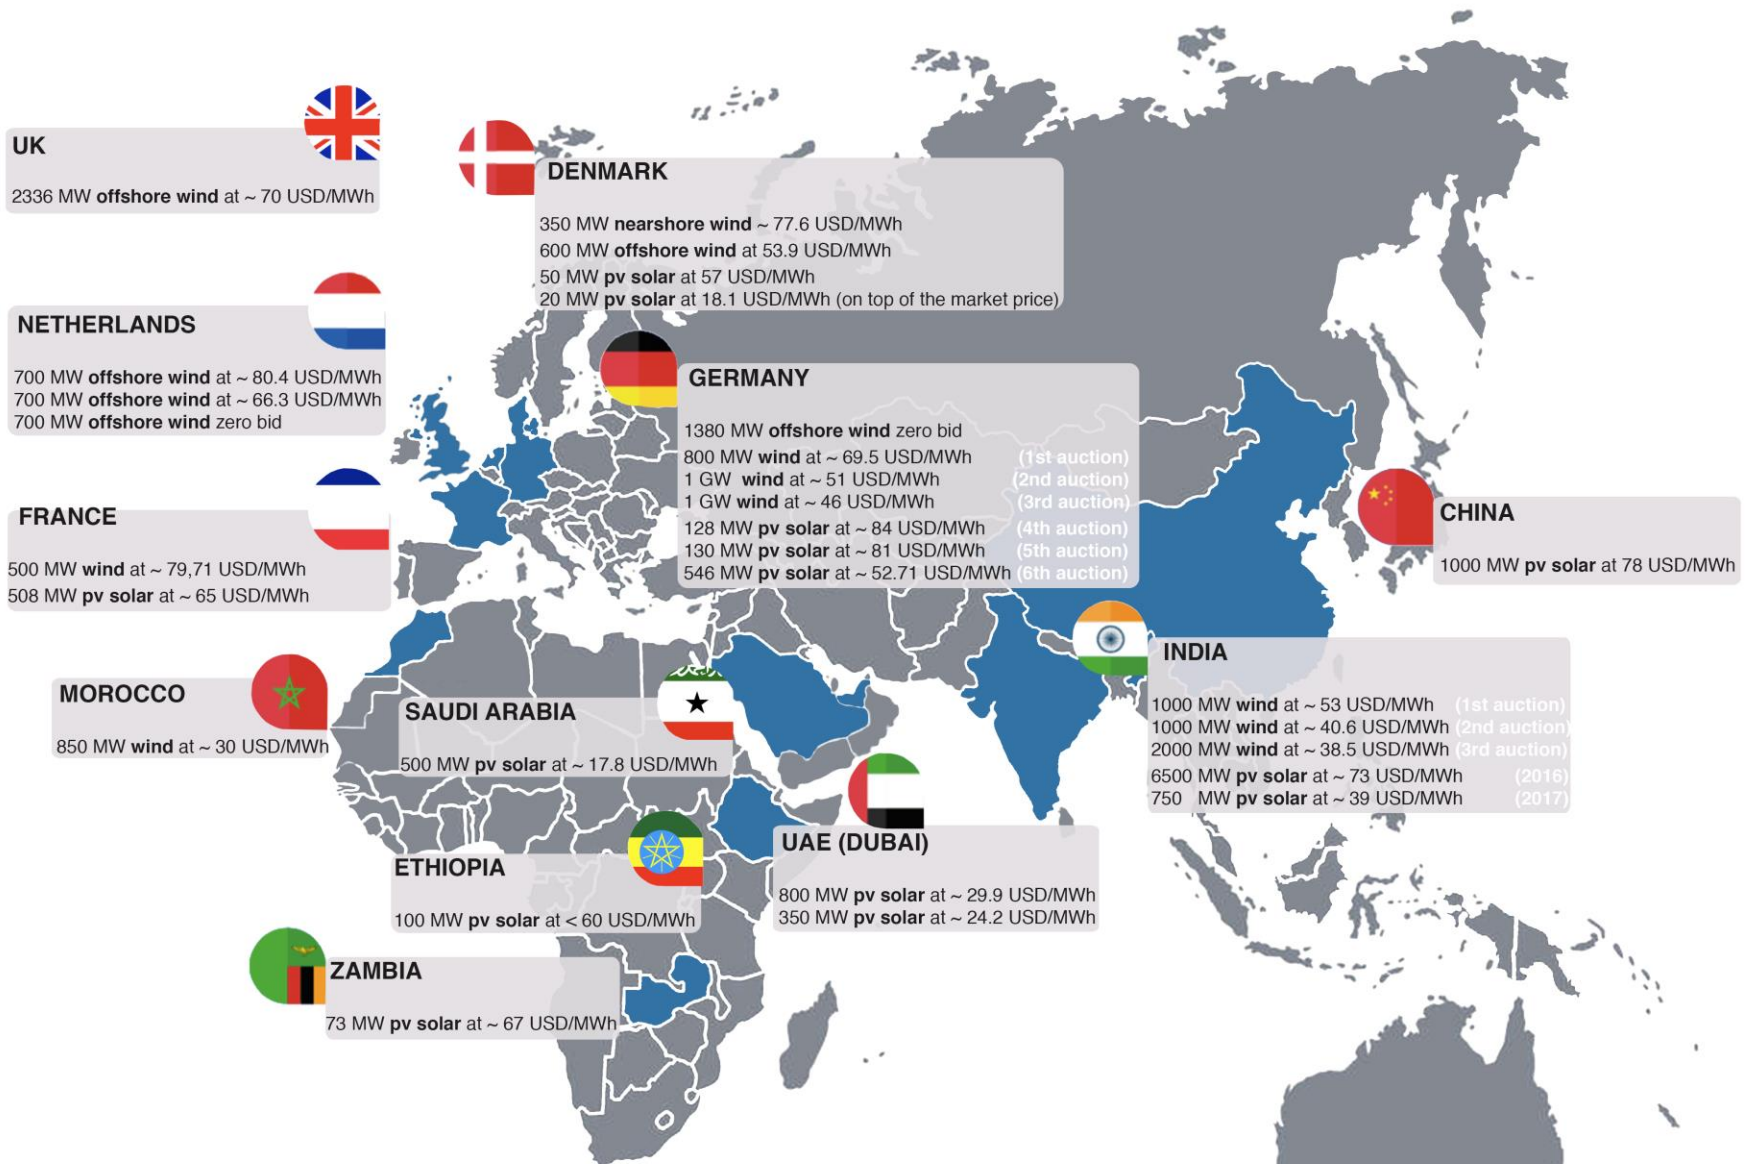 UK
2336 MW offshore wind at ~ 70 USD/MWh
DENMARK
350 MW nearshore wind ~ 77.6 USD/MWh
600 MW offshore wind at 53.9 USD/MWh
50 MW pv solar at 57 USD/MWh
20 MW pv solar at 18.1 USD/MWh (on top of the market price)
NETHERLANDS
700 MW offshore wind at ~ 80.4 USD/MWh
700 MW offshore wind at ~ 66.3 USD/MWh
700 MW offshore wind zero bid
GERMANY
1380 MW offshore wind zero bid
800 MW wind at ~ 69.5 USD/MWh (1st auction)
1 GW wind at ~ 51 USD/MWh (2nd auction)
1 GW wind at ~ 46 USD/MWh (3rd auction)
128 MW pv solar at ~ 84 USD/MWh (4th auction)
130 MW pv solar at ~ 81 USD/MWh (5th auction)
546 MW pv solar at ~ 52.71 USD/MWh (6th auction)
FRANCE
500 MW wind at ~ 79,71 USD/MWh
508 MW pv solar at ~ 65 USD/MWh
CHINA
1000 MW pv solar at 78 USD/MWh
INDIA
1000 MW wind at ~ 53 USD/MWh (1st auction)
1000 MW wind at ~ 40.6 USD/MWh (2nd auction)
2000 MW wind at ~ 38.5 USD/MWh (3rd auction)
6500 MW pv solar at ~ 73 USD/MWh (2016)
750 MW pv solar at ~ 39 USD/MWh (2017)
MOROCCO
850 MW wind at ~ 30 USD/MWh
SAUDI ARABIA
500 MW pv solar at ~ 17.8 USD/MWh
UAE (DUBAI)
800 MW pv solar at ~ 29.9 USD/MWh
350 MW pv solar at ~ 24.2 USD/MWh
ETHIOPIA
100 MW pv solar at < 60 USD/MWh
ZAMBIA
73 MW pv solar at ~ 67 USD/MWh